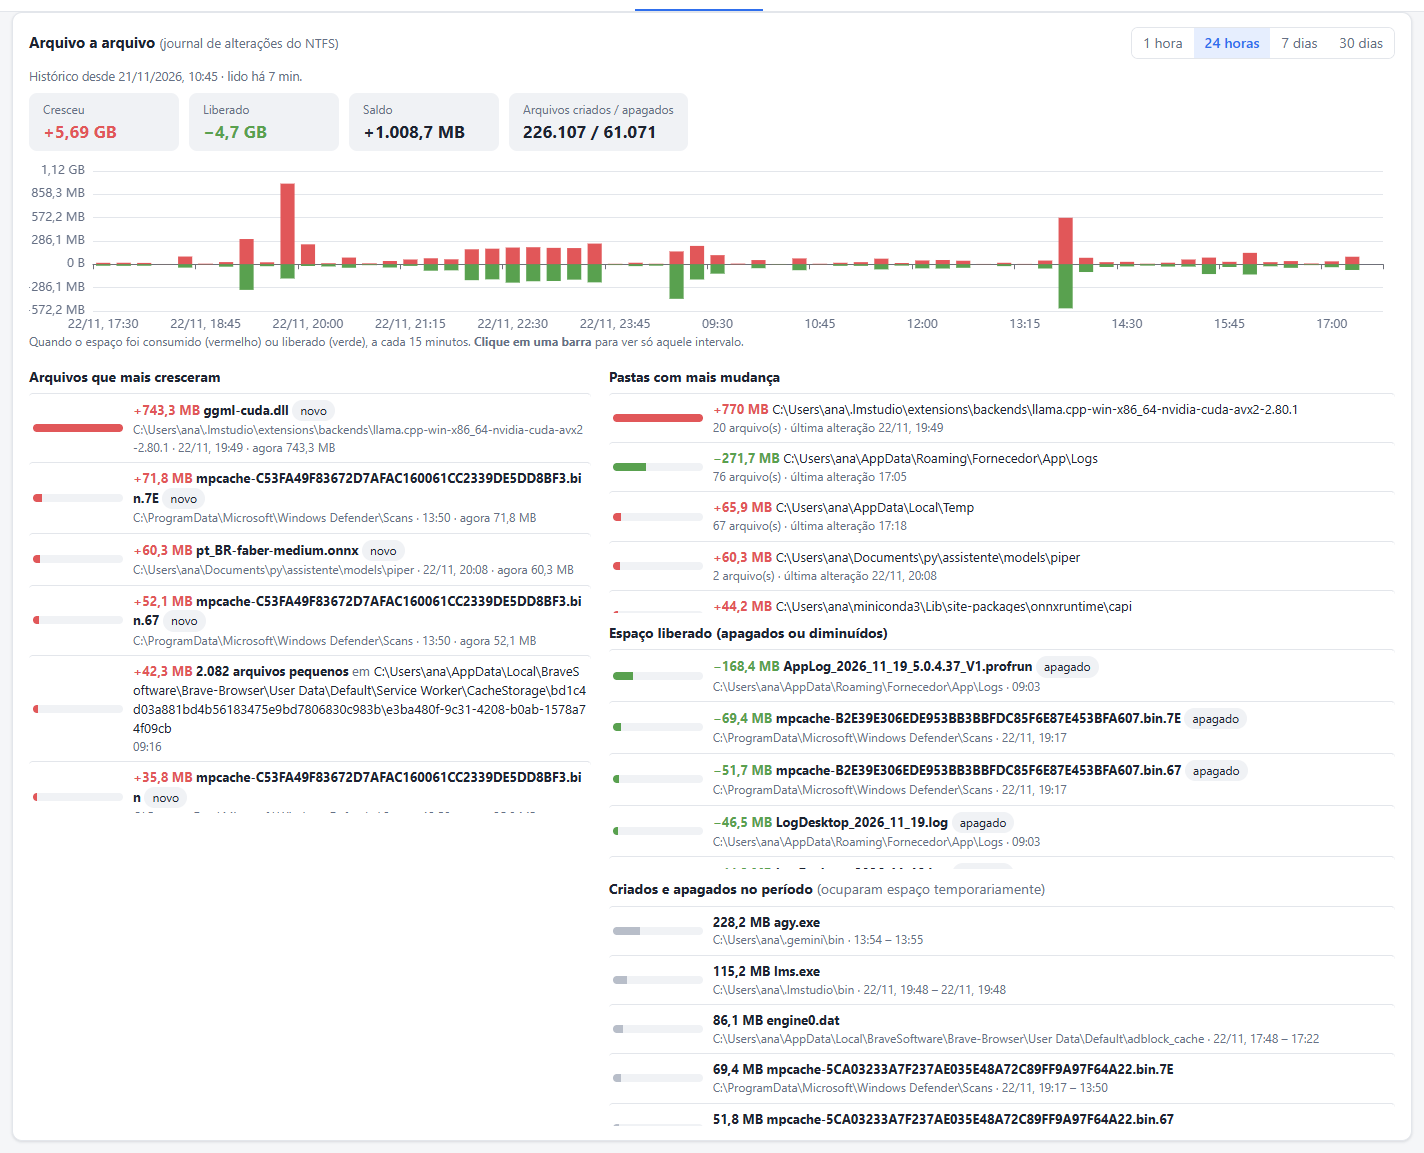 Arquivo a arquivo (journal de alterações do NTFS)
1 hora
24 horas
7 dias
30 dias
Histórico desde 21/11/2026, 10:45 · lido há 7 min.
Cresceu
+5,69 GB
Liberado
−4,7 GB
Saldo
+1.008,7 MB
Arquivos criados / apagados
226.107 / 61.071
1,12 GB
858,3 MB
572,2 MB
286,1 MB
0 B
-286,1 MB
-572,2 MB
22/11, 17:30
22/11, 18:45
22/11, 20:00
22/11, 21:15
22/11, 22:30
22/11, 23:45
09:30
10:45
12:00
13:15
14:30
15:45
17:00
Quando o espaço foi consumido (vermelho) ou liberado (verde), a cada 15 minutos. Clique em uma barra para ver só aquele intervalo.
Arquivos que mais cresceram
+743,3 MB ggml-cuda.dll novo
C:\Users\ana\.lmstudio\extensions\backends\llama.cpp-win-x86_64-nvidia-cuda-avx2
-2.80.1 · 22/11, 19:49 · agora 743,3 MB
+71,8 MB mpcache-C53FA49F83672D7AFAC160061CC2339DE5DD8BF3.bi
n.7E novo
C:\ProgramData\Microsoft\Windows Defender\Scans · 13:50 · agora 71,8 MB
+60,3 MB pt_BR-faber-medium.onnx novo
C:\Users\ana\Documents\py\assistente\models\piper · 22/11, 20:08 · agora 60,3 MB
+52,1 MB mpcache-C53FA49F83672D7AFAC160061CC2339DE5DD8BF3.bi
n.67 novo
C:\ProgramData\Microsoft\Windows Defender\Scans · 13:50 · agora 52,1 MB
+42,3 MB 2.082 arquivos pequenos em C:\Users\ana\AppData\Local\BraveS
oftware\Brave-Browser\User Data\Default\Service Worker\CacheStorage\bd1c4
d03a881bd4b56183475e9bd7806830c983b\e3ba480f-9c31-4208-b0ab-1578a7
4f09cb
09:16
+35,8 MB mpcache-C53FA49F83672D7AFAC160061CC2339DE5DD8BF3.bi
n novo
Pastas com mais mudança
+770 MB C:\Users\ana\.lmstudio\extensions\backends\llama.cpp-win-x86_64-nvidia-cuda-avx2-2.80.1
20 arquivo(s) · última alteração 22/11, 19:49
−271,7 MB C:\Users\ana\AppData\Roaming\Fornecedor\App\Logs
76 arquivo(s) · última alteração 17:05
+65,9 MB C:\Users\ana\AppData\Local\Temp
67 arquivo(s) · última alteração 17:18
+60,3 MB C:\Users\ana\Documents\py\assistente\models\piper
2 arquivo(s) · última alteração 22/11, 20:08
+44,2 MB C:\Users\ana\miniconda3\Lib\site-packages\onnxruntime\capi
Espaço liberado (apagados ou diminuídos)
−168,4 MB AppLog_2026_11_19_5.0.4.37_V1.profrun apagado
C:\Users\ana\AppData\Roaming\Fornecedor\App\Logs · 09:03
−69,4 MB mpcache-B2E39E306EDE953BB3BBFDC85F6E87E453BFA607.bin.7E apagado
C:\ProgramData\Microsoft\Windows Defender\Scans · 22/11, 19:17
−51,7 MB mpcache-B2E39E306EDE953BB3BBFDC85F6E87E453BFA607.bin.67 apagado
C:\ProgramData\Microsoft\Windows Defender\Scans · 22/11, 19:17
−46,5 MB LogDesktop_2026_11_19.log apagado
C:\Users\ana\AppData\Roaming\Fornecedor\App\Logs · 09:03
Criados e apagados no período (ocuparam espaço temporariamente)
228,2 MB agy.exe
C:\Users\ana\.gemini\bin · 13:54 – 13:55
115,2 MB lms.exe
C:\Users\ana\.lmstudio\bin · 22/11, 19:48 – 22/11, 19:48
86,1 MB engine0.dat
C:\Users\ana\AppData\Local\BraveSoftware\Brave-Browser\User Data\Default\adblock_cache · 22/11, 17:48 – 17:22
69,4 MB mpcache-5CA03233A7F237AE035E48A72C89FF9A97F64A22.bin.7E
C:\ProgramData\Microsoft\Windows Defender\Scans · 22/11, 19:17 – 13:50
51,8 MB mpcache-5CA03233A7F237AE035E48A72C89FF9A97F64A22.bin.67